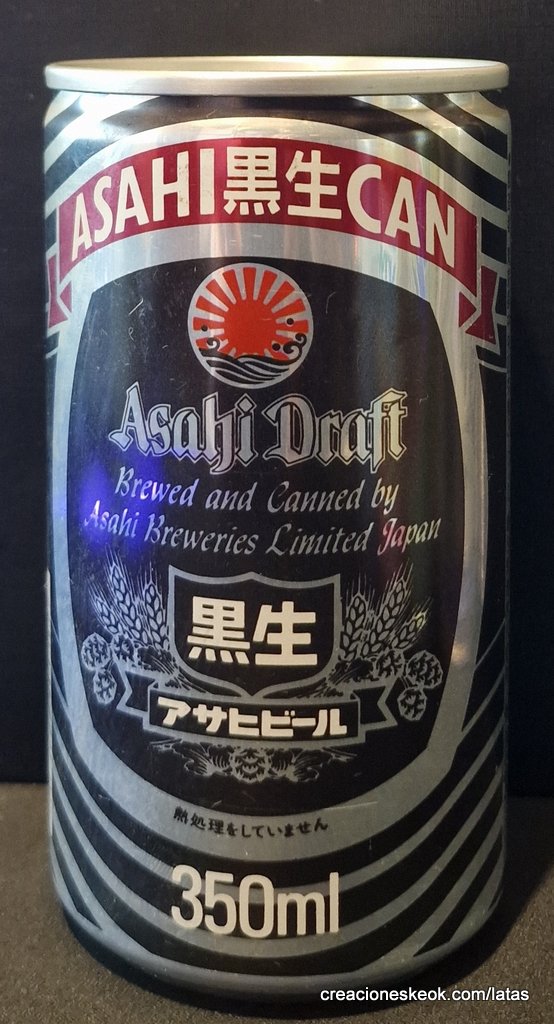 ASAHI黒生CAN
Asahi Draft
Brewed and Canned by
Asahi Breweries Limited Japan
黒生
アサヒビール
熱処理をしていません
350ml
creacioneskeok.com/latas